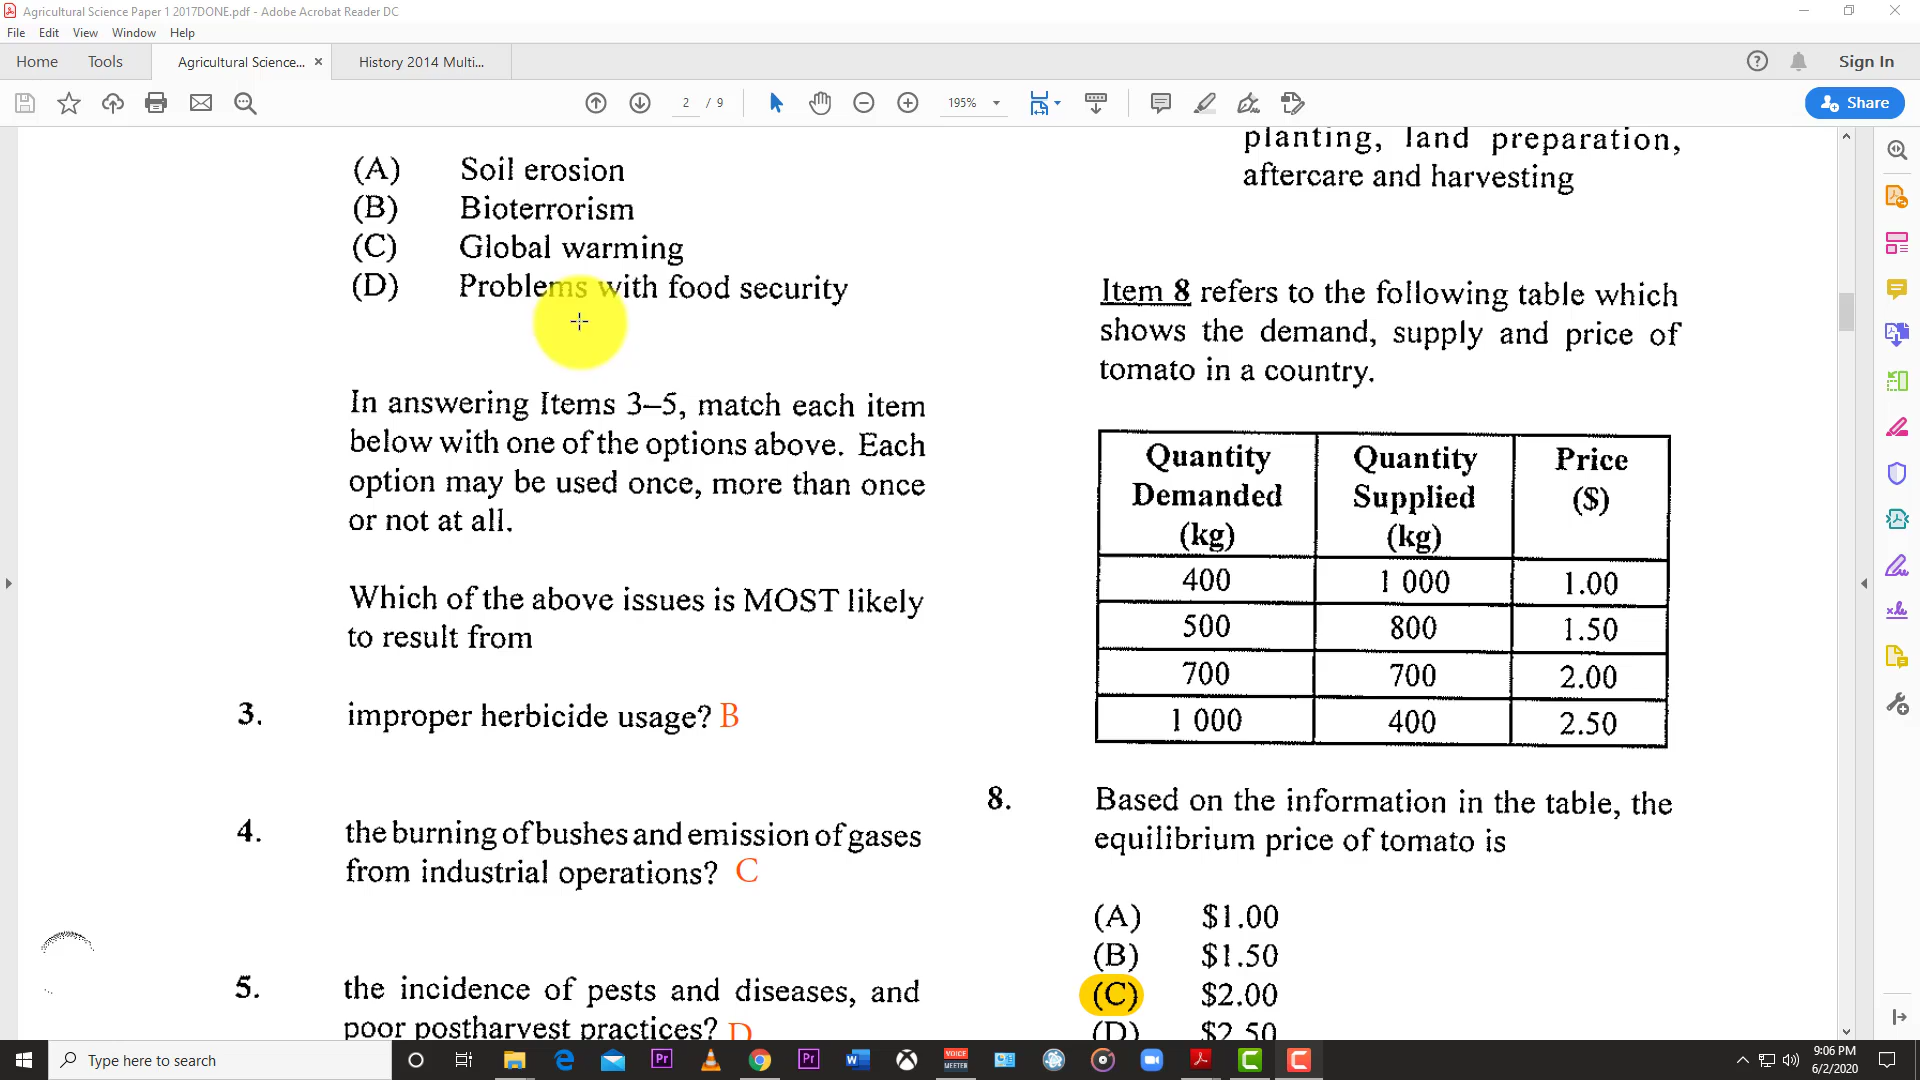 Agricultural Science Paper 1 2017DONE.pdf - Adobe Acrobat Reader DC
File Edit View Window Help
Home Tools Agricultural Science... × History 2014 Multi... Sign In
2 / 9 195% Share
(A) Soil erosion
(B) Bioterrorism
(C) Global warming
(D) Problems with food security
In answering Items 3–5, match each item
below with one of the options above. Each
option may be used once, more than once
or not at all.
Which of the above issues is MOST likely
to result from
3. improper herbicide usage? B
4. the burning of bushes and emission of gases
from industrial operations? C
5. the incidence of pests and diseases, and
poor postharvest practices? D
planting, land preparation,
aftercare and harvesting
Item 8 refers to the following table which
shows the demand, supply and price of
tomato in a country.
Quantity Demanded (kg) Quantity Supplied (kg) Price ($)
400 1 000 1.00
500 800 1.50
700 700 2.00
1 000 400 2.50
8. Based on the information in the table, the
equilibrium price of tomato is
(A) $1.00
(B) $1.50
(C) $2.00
(D) $2.50
Type here to search
Pr
Pr
VOICE
MEETER
9:06 PM
6/2/2020